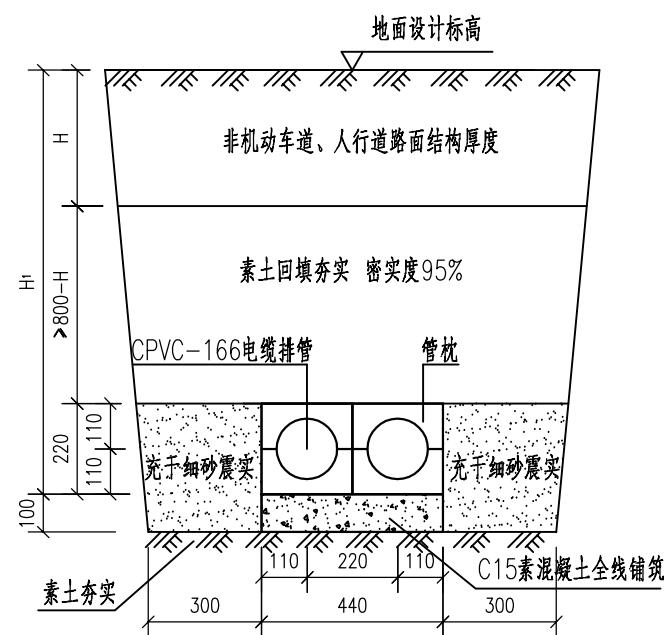 地面设计标高
H
非机动车道、人行道路面结构厚度
H1
>800-H
素土回填夯实 密实度95%
CPVC-166电缆排管
管枕
220
110
110
充干细砂震实
充干细砂震实
100
110
220
110
C15素混凝土全线铺筑
素土夯实
300
440
300